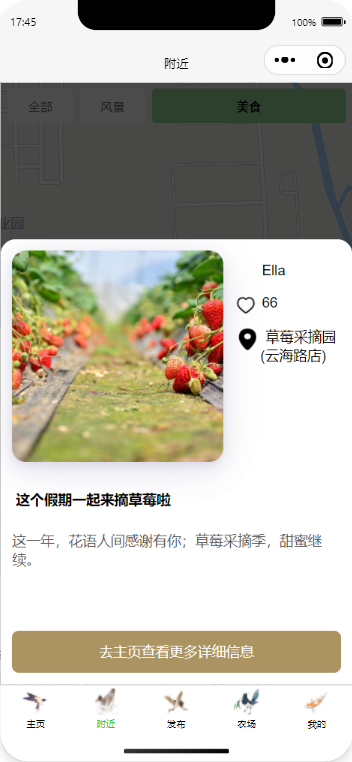 17:45
100%
附近
全部
风景
美食
业园
Ella
66
草莓采摘园
(云海路店)
这个假期一起来摘草莓啦
这一年，花语人间感谢有你；草莓采摘季，甜蜜继
续。
去主页查看更多详细信息
主页
附近
发布
农场
我的